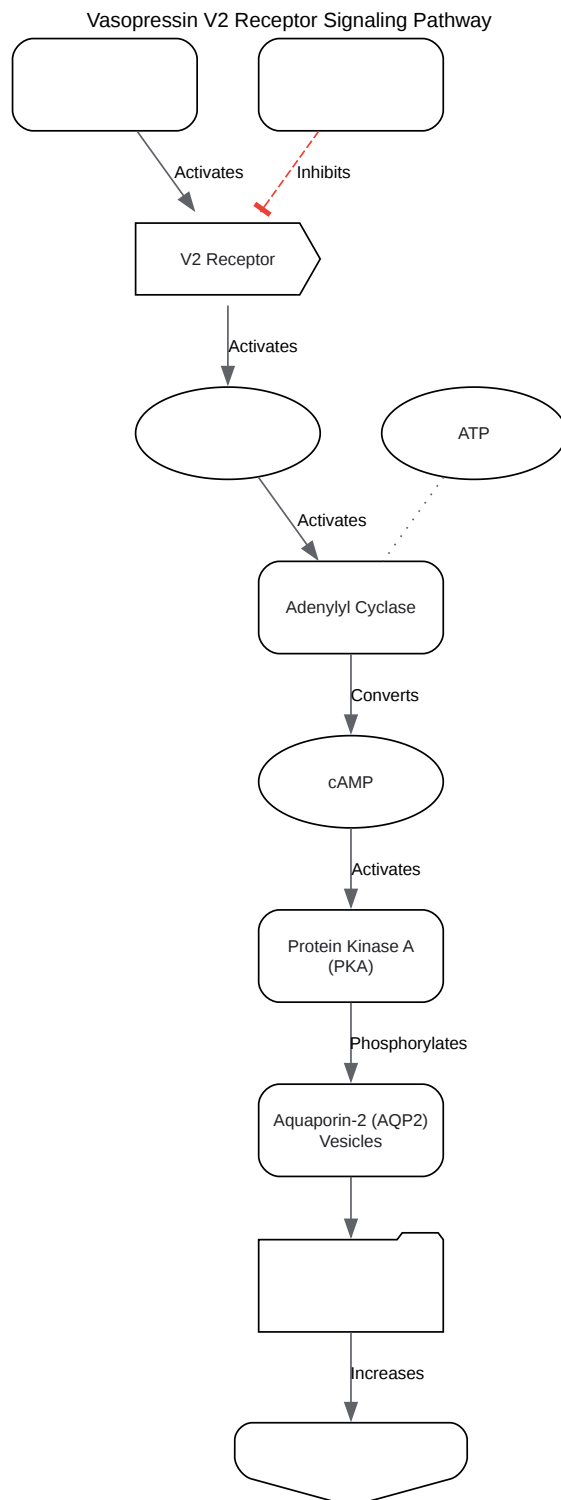 Vasopressin V2 Receptor Signaling Pathway
Activates
Inhibits
V2 Receptor
Activates
ATP
Activates
Adenylyl Cyclase
Converts
cAMP
Activates
Protein Kinase A
(PKA)
Phosphorylates
Aquaporin-2 (AQP2)
Vesicles
Increases